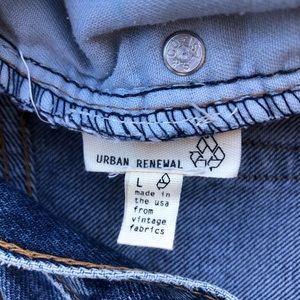 URBAN RENEWAL
L
made in
the usa
from
vintage
fabrics